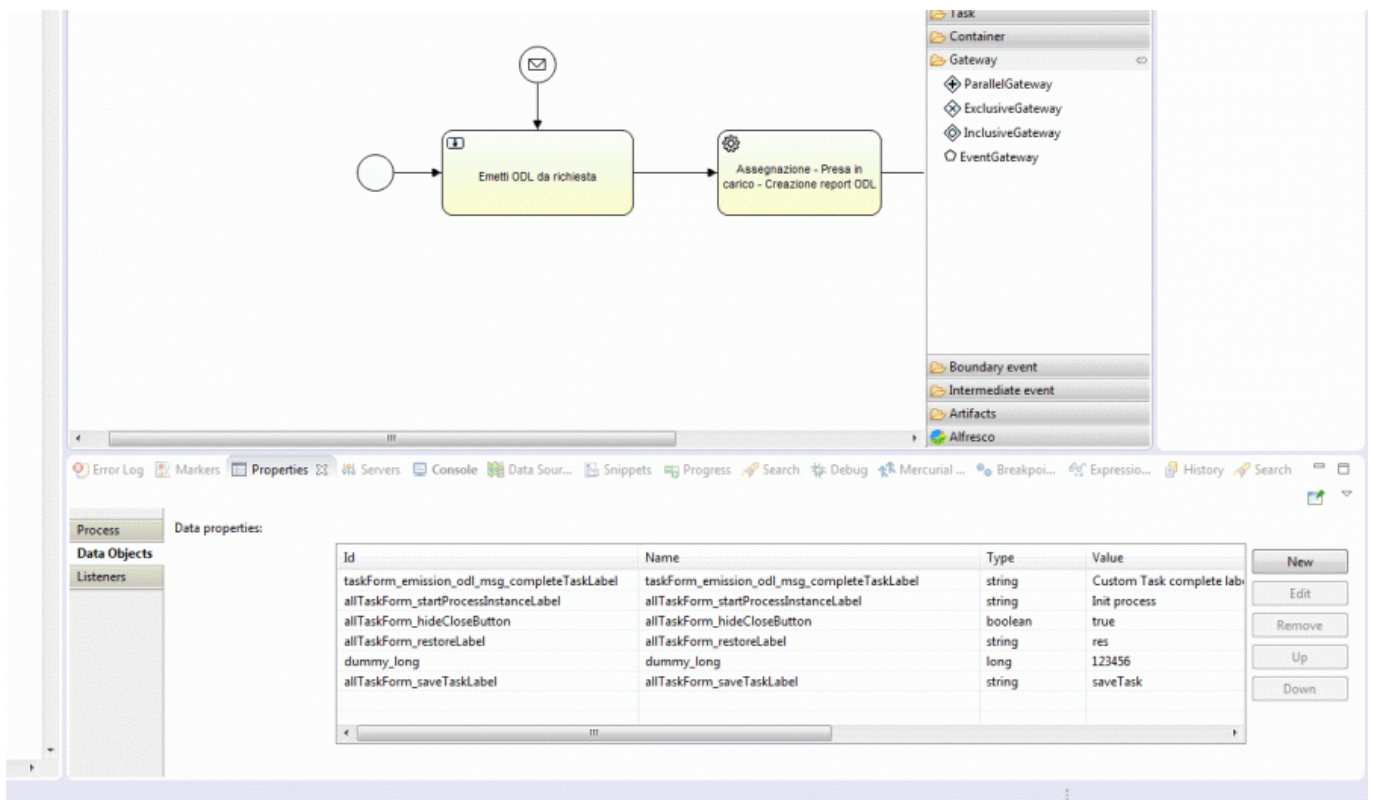 Task
Container
Gateway
ParallelGateway
ExclusiveGateway
InclusiveGateway
EventGateway
Emetti ODL da richiesta
Assegnazione - Presa in
carico - Creazione report ODL
Boundary event
Intermediate event
Artifacts
Alfresco
Error Log Markers Properties Servers Console Data Sour... Snippets Progress Search Debug Mercurial ... Breakpoi... Expressio... History Search
Process
Data Objects
Listeners
Data properties:
Id Name Type Value
taskForm_emission_odl_msg_completeTaskLabel taskForm_emission_odl_msg_completeTaskLabel string Custom Task complete labe
allTaskForm_startProcessInstanceLabel allTaskForm_startProcessInstanceLabel string Init process
allTaskForm_hideCloseButton allTaskForm_hideCloseButton boolean true
allTaskForm_restoreLabel allTaskForm_restoreLabel string res
dummy_long dummy_long long 123456
allTaskForm_saveTaskLabel allTaskForm_saveTaskLabel string saveTask
New
Edit
Remove
Up
Down